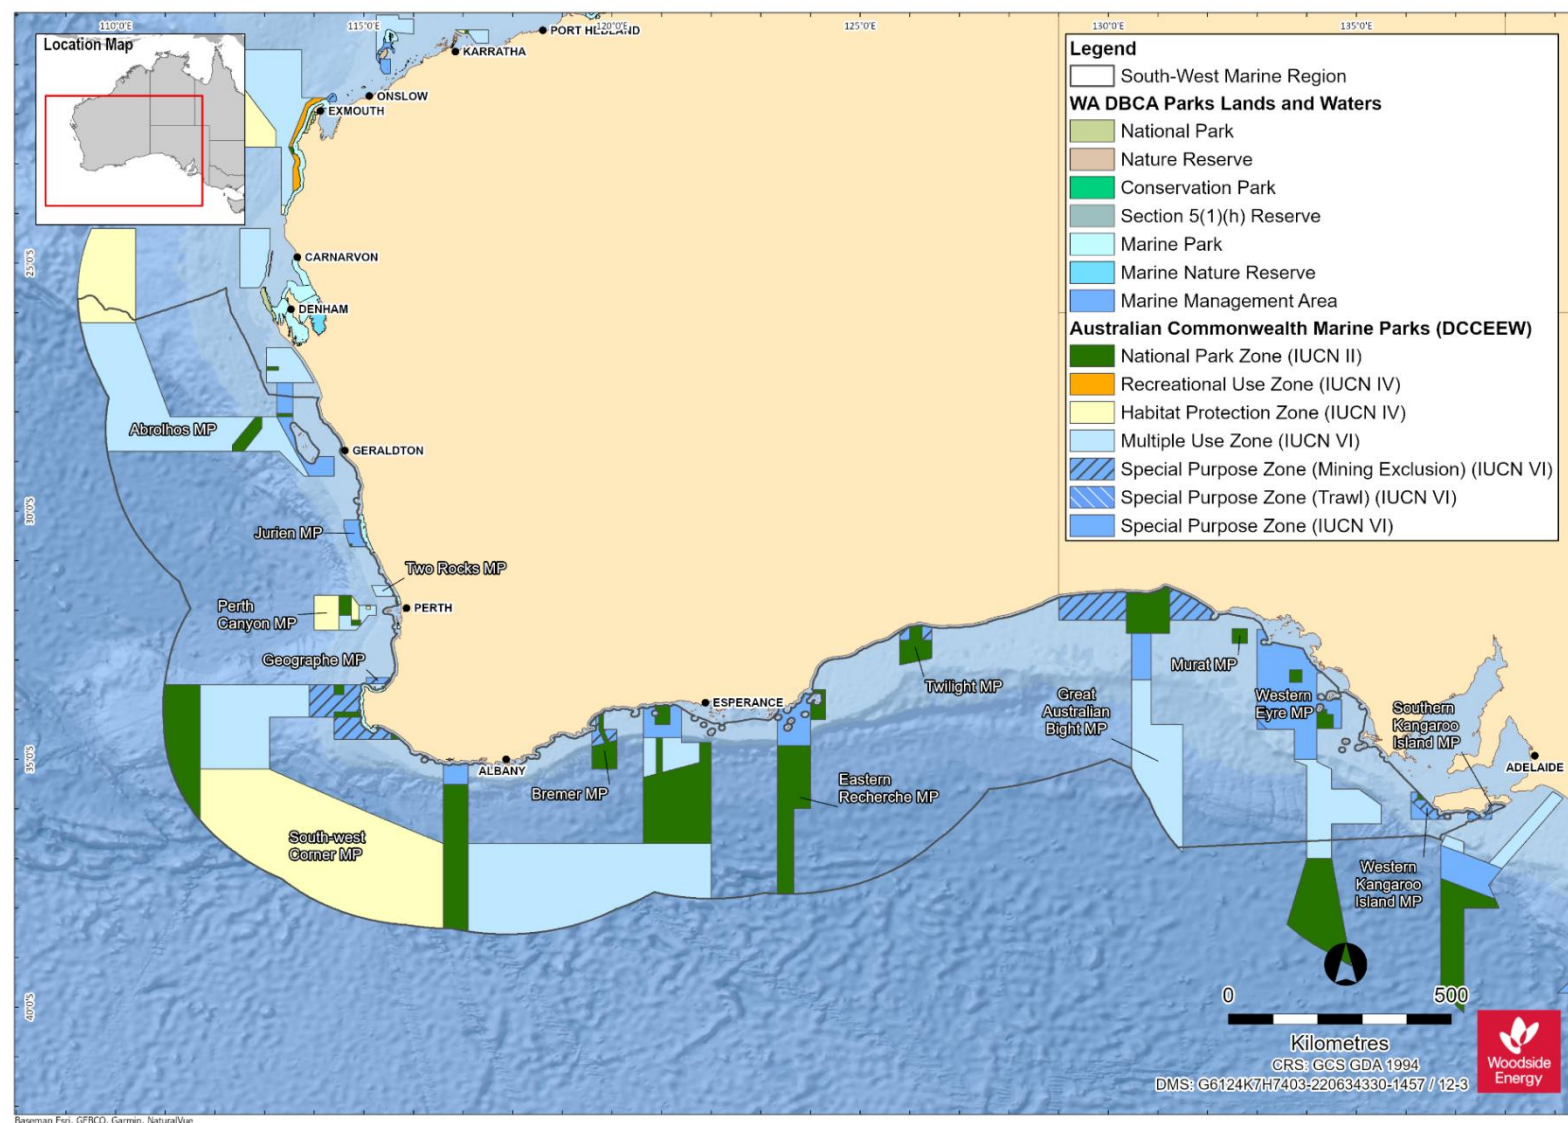 110°0'E
115°0'E
120°0'E
125°0'E
130°0'E
135°0'E
Location Map
PORT HEDLAND
KARRATHA
ONSLOW
EXMOUTH
25°0'S
CARNARVON
DENHAM
Abrolhos MP
GERALDTON
30°0'S
Jurien MP
Two Rocks MP
Perth
Canyon MP
PERTH
Geographe MP
ESPERANCE
Twilight MP
Murat MP
Great
Australian
Bight MP
Western
Eyre MP
Southern
Kangaroo
Island MP
35°0'S
ALBANY
ADELAIDE
Bremer MP
Eastern
Recherche MP
South-west
Corner MP
Western
Kangaroo
Island MP
40°0'S
Legend
South-West Marine Region
WA DBCA Parks Lands and Waters
National Park
Nature Reserve
Conservation Park
Section 5(1)(h) Reserve
Marine Park
Marine Nature Reserve
Marine Management Area
Australian Commonwealth Marine Parks (DCCEEW)
National Park Zone (IUCN II)
Recreational Use Zone (IUCN IV)
Habitat Protection Zone (IUCN IV)
Multiple Use Zone (IUCN VI)
Special Purpose Zone (Mining Exclusion) (IUCN VI)
Special Purpose Zone (Trawl) (IUCN VI)
Special Purpose Zone (IUCN VI)
0 500
Kilometres
CRS: GCS GDA 1994
DMS: G6124K7H7403-220634330-1457 / 12-3
Woodside
Energy
Basemap Esri, GEBCO, Garmin, NaturalVue